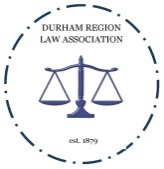 DURHAM REGION
LAW ASSOCIATION
est. 1879